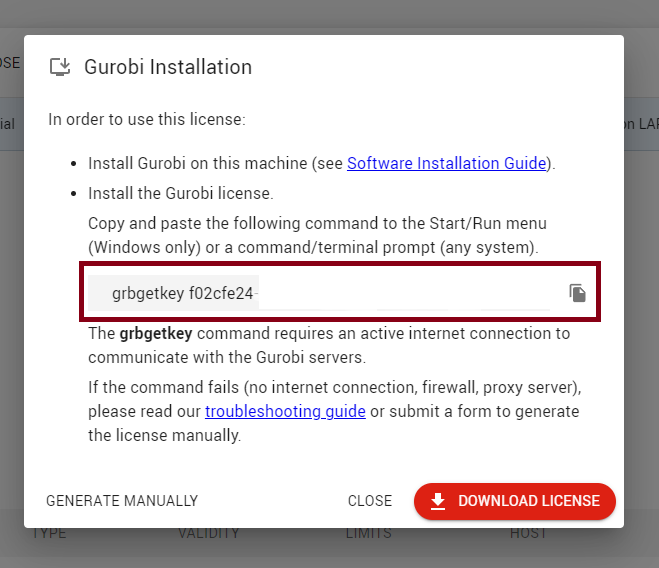 OSE
ial
on LAP
Gurobi Installation
In order to use this license:
• Install Gurobi on this machine (see Software Installation Guide).
• Install the Gurobi license.
Copy and paste the following command to the Start/Run menu
(Windows only) or a command/terminal prompt (any system).
grbgetkey f02cfe24-
The grbgetkey command requires an active internet connection to
communicate with the Gurobi servers.
If the command fails (no internet connection, firewall, proxy server),
please read our troubleshooting guide or submit a form to generate
the license manually.
GENERATE MANUALLY
CLOSE
DOWNLOAD LICENSE
TYPE
VALIDITY
LIMITS
HOST